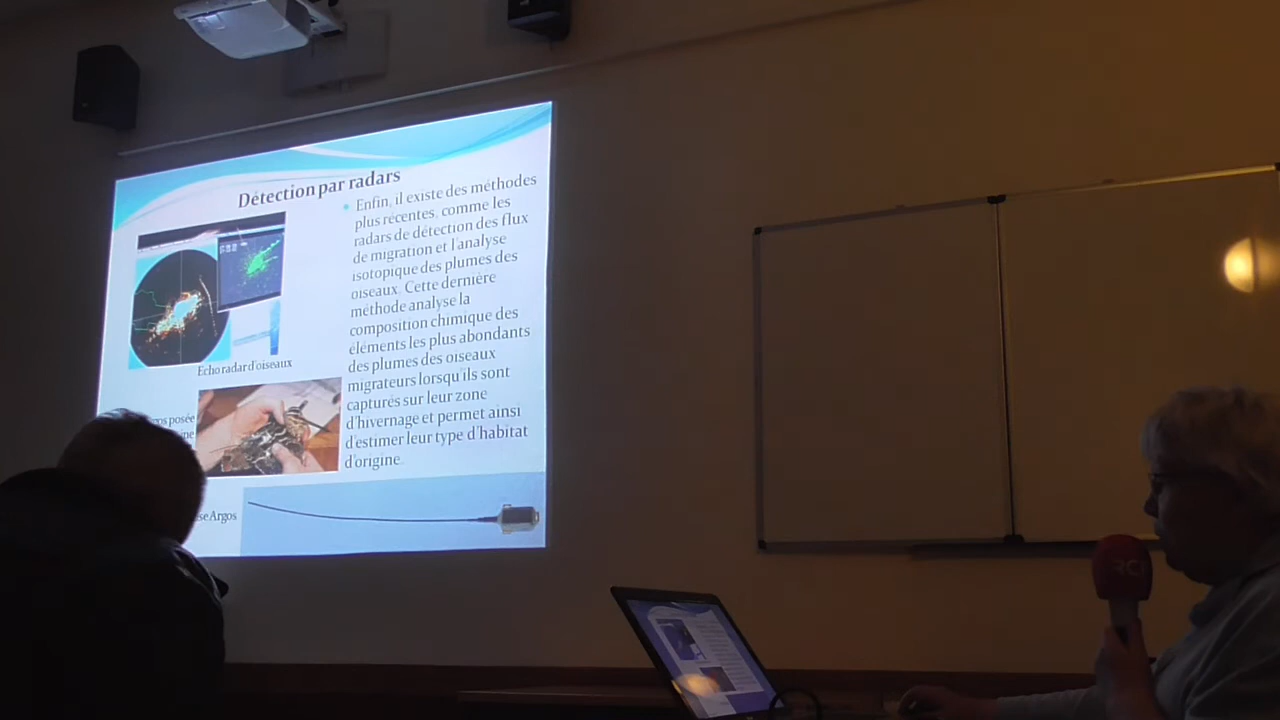 Détection par radars
Enfin, il existe des méthodes
plus récentes, comme les
radars de détection des flux
de migration et l'analyse
isotopique des plumes des
oiseaux. Cette dernière
méthode analyse la
composition chimique des
éléments les plus abondants
des plumes des oiseaux
migrateurs lorsqu'ils sont
capturés sur leur zone
d'hivernage et permet ainsi
d'estimer leur type d'habitat
d'origine.
Echo radar d'oiseaux
posée
Argos
RCF